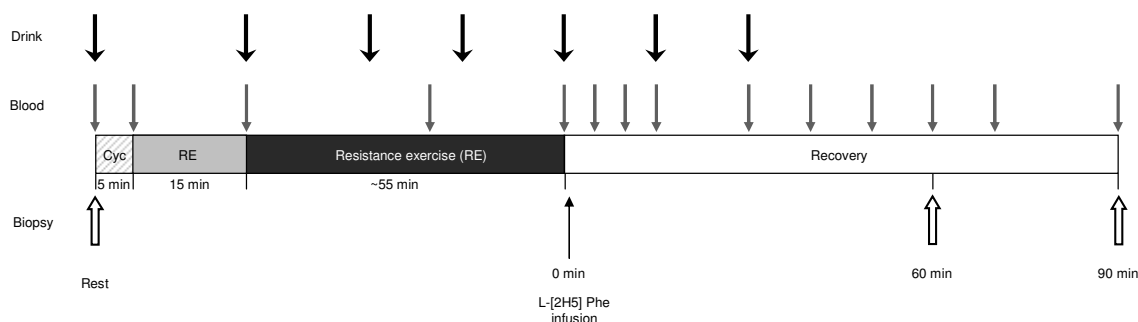 Drink
Blood
Cyc
RE
Resistance exercise (RE)
Recovery
5 min
15 min
~55 min
Biopsy
Rest
0 min
60 min
90 min
L-[2H5] Phe
infusion